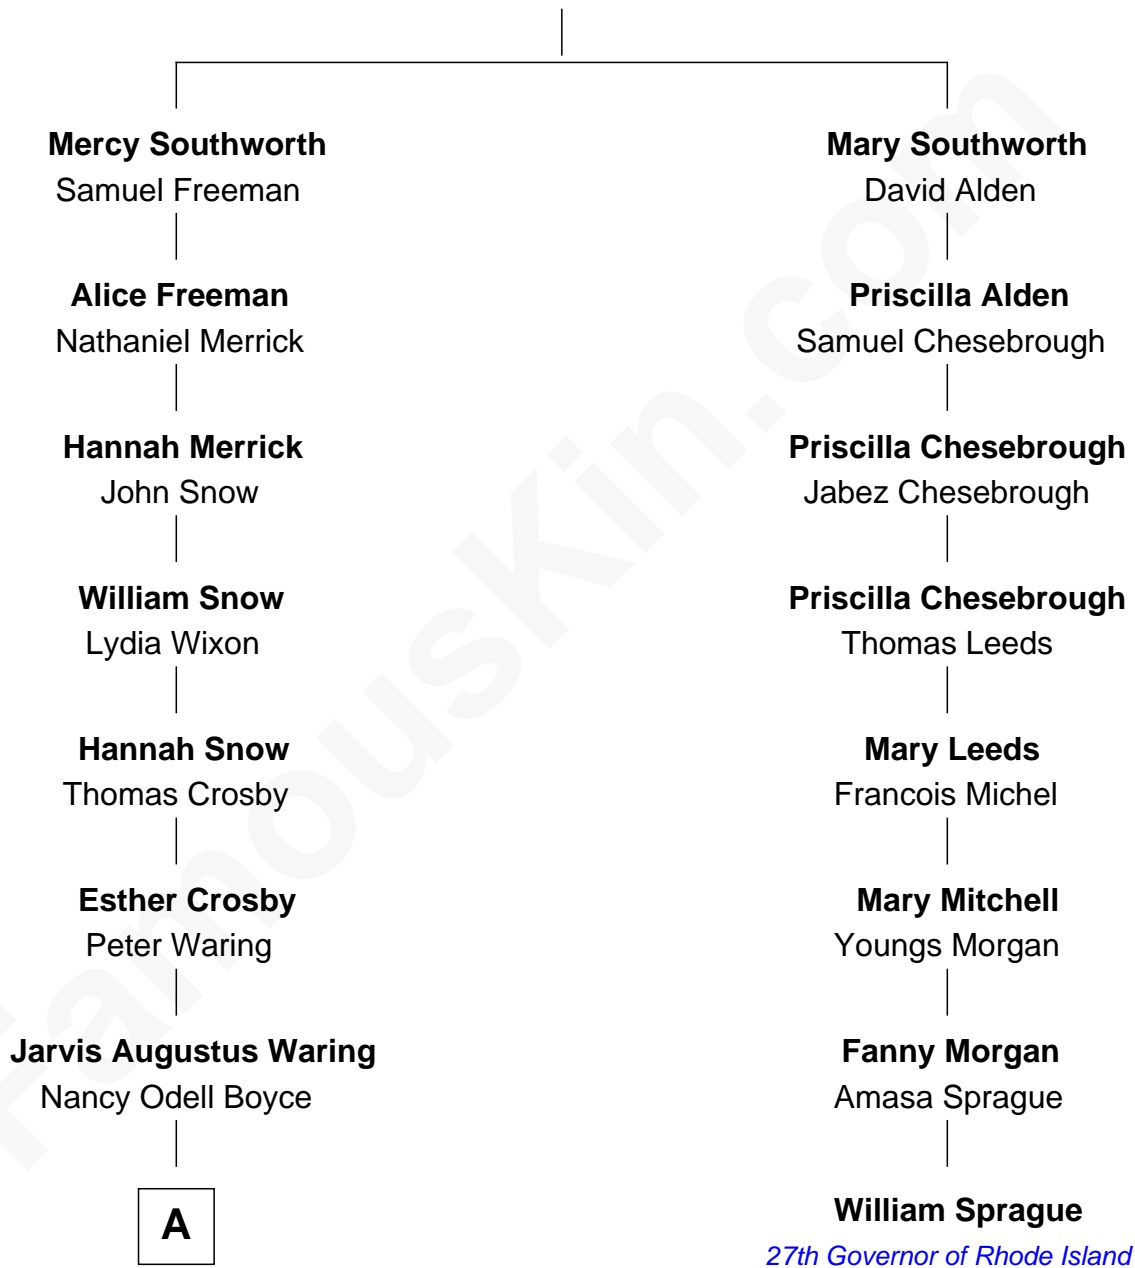 Mercy Southworth
Samuel Freeman
Alice Freeman
Nathaniel Merrick
Hannah Merrick
John Snow
William Snow
Lydia Wixon
Hannah Snow
Thomas Crosby
Esther Crosby
Peter Waring
Jarvis Augustus Waring
Nancy Odell Boyce
A
Mary Southworth
David Alden
Priscilla Alden
Samuel Chesebrough
Priscilla Chesebrough
Jabez Chesebrough
Priscilla Chesebrough
Thomas Leeds
Mary Leeds
Francois Michel
Mary Mitchell
Youngs Morgan
Fanny Morgan
Amasa Sprague
William Sprague
27th Governor of Rhode Island
FamousKin.com